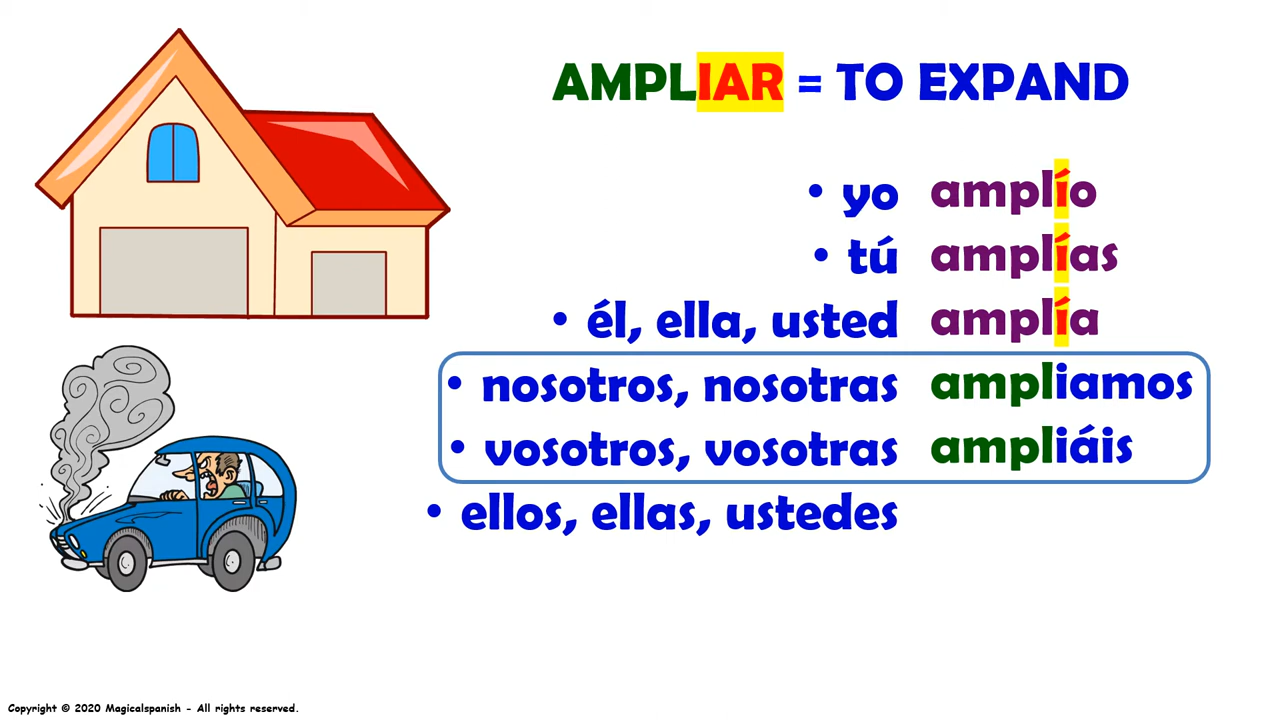 AMPLIAR = TO EXPAND
• yo amplío
• tú amplías
• él, ella, usted amplía
• nosotros, nosotras ampliamos
• vosotros, vosotras ampliáis
• ellos, ellas, ustedes
Copyright © 2020 Magicalspanish - All rights reserved.